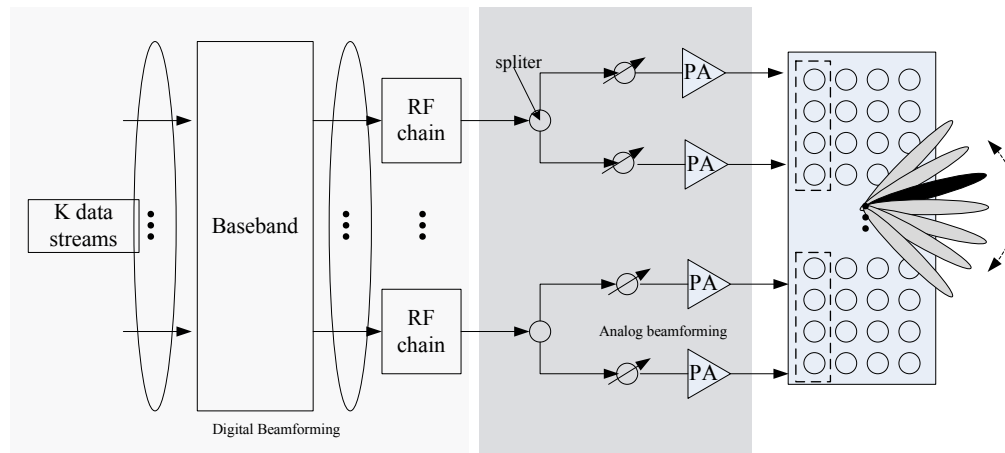 K data
streams
Baseband
RF
chain
RF
chain
spliter
PA
PA
PA
PA
Analog beamforming
Digital Beamforming